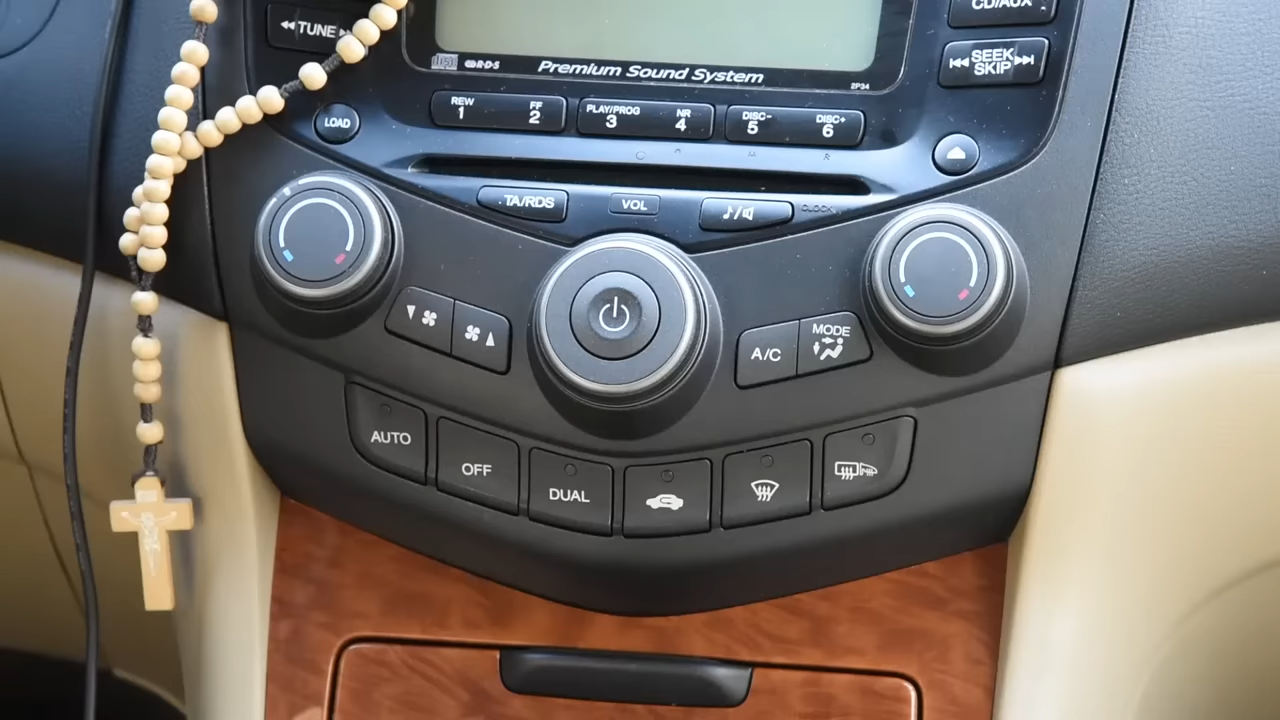 CD/AUX
TUNE
SEEK
SKIP
R·D·S
Premium Sound System
2P34
LOAD
REW
1
FF
2
PLAY/PROG
3
NR
4
DISC-
5
DISC+
6
C
M
R
TA/RDS
VOL
CLOCK
A/C
MODE
AUTO
OFF
DUAL